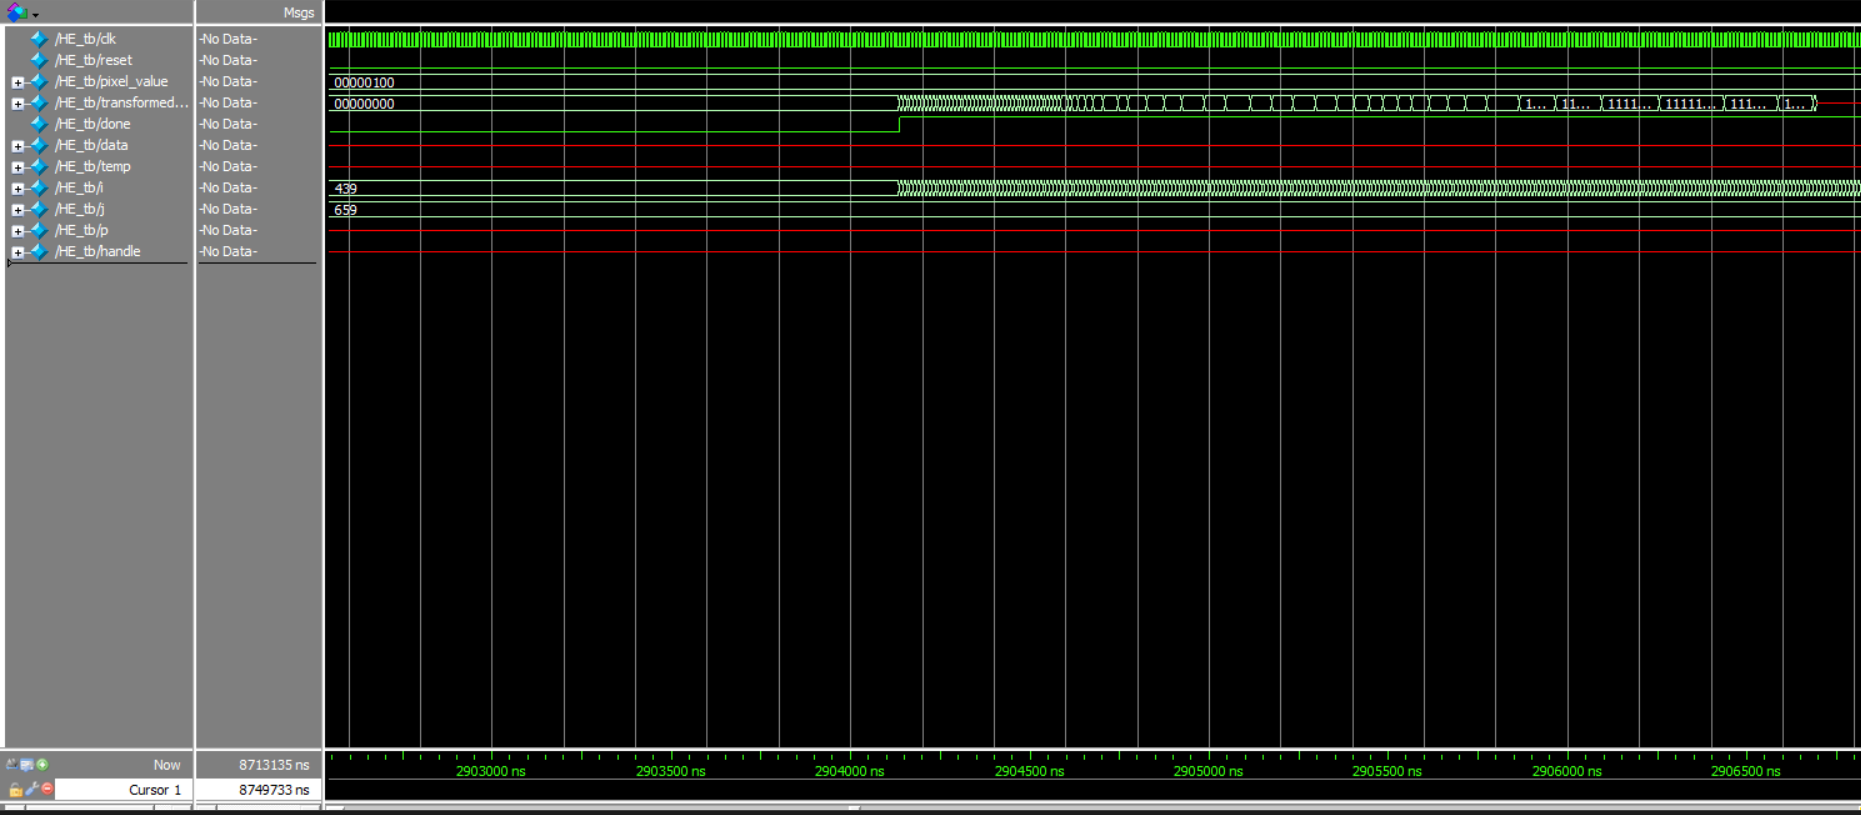 Msgs
/HE_tb/clk -No Data-
/HE_tb/reset -No Data-
/HE_tb/pixel_value -No Data- 00000100
/HE_tb/transformed... -No Data- 00000000 1... 11... 1111... 11111... 111... 1...
/HE_tb/done -No Data-
/HE_tb/data -No Data-
/HE_tb/temp -No Data-
/HE_tb/i -No Data- 439
/HE_tb/j -No Data- 659
/HE_tb/p -No Data-
/HE_tb/handle -No Data-
Now 8713135 ns 2903000 ns 2903500 ns 2904000 ns 2904500 ns 2905000 ns 2905500 ns 2906000 ns 2906500 ns
Cursor 1 8749733 ns